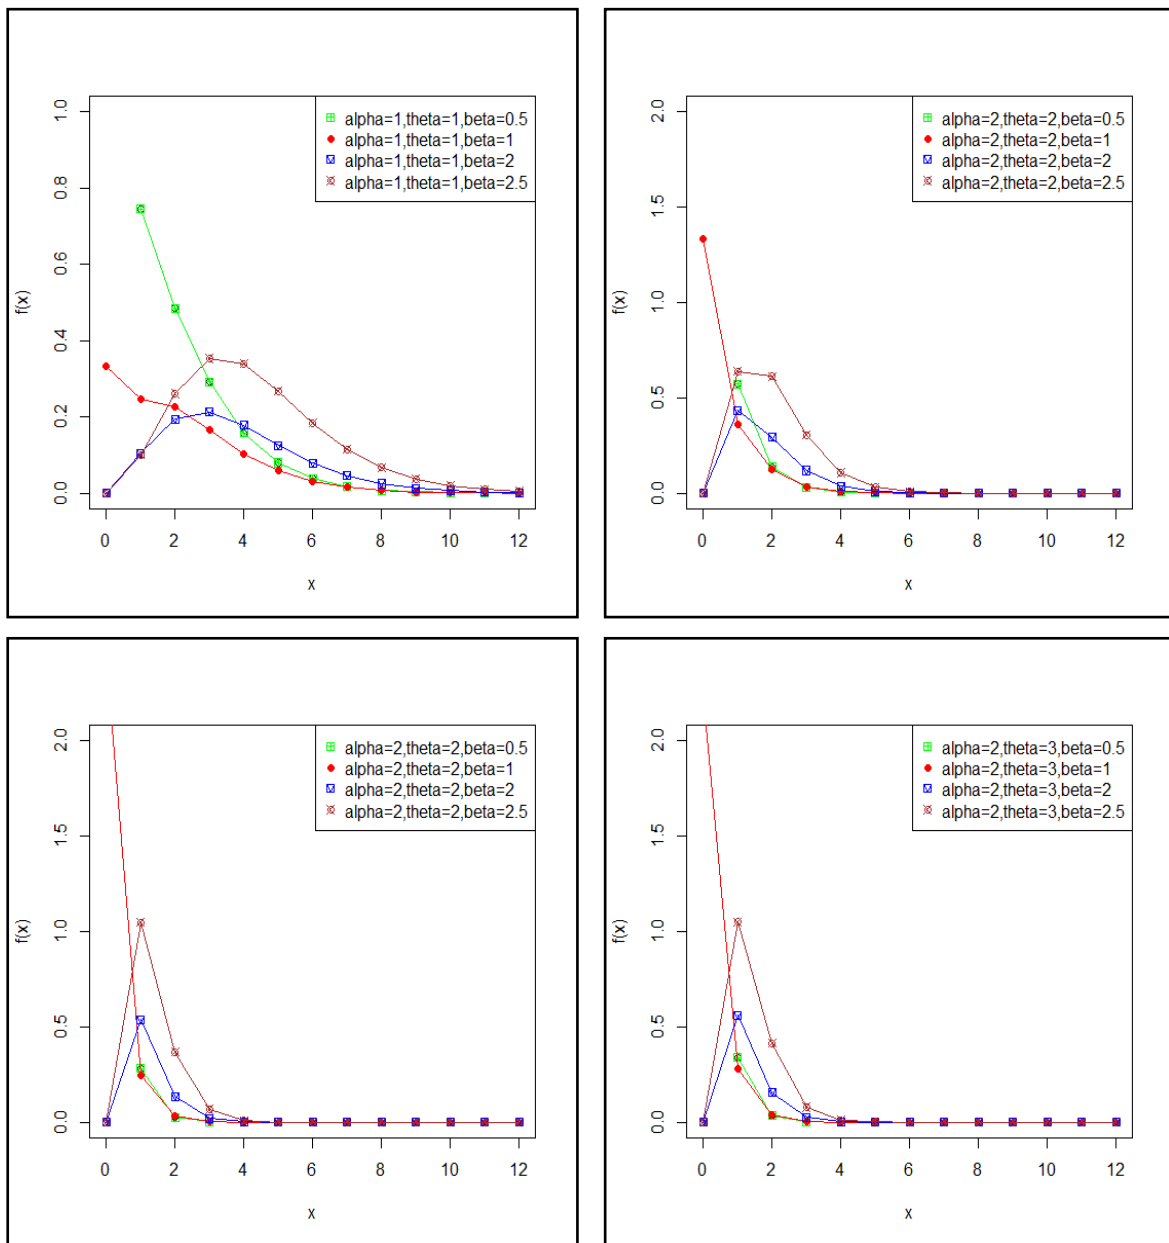 alpha=1,theta=1,beta=0.5
alpha=1,theta=1,beta=1
alpha=1,theta=1,beta=2
alpha=1,theta=1,beta=2.5
1.0
0.8
0.6
0.4
0.2
0.0
f(x)
0 2 4 6 8 10 12
x
alpha=2,theta=2,beta=0.5
alpha=2,theta=2,beta=1
alpha=2,theta=2,beta=2
alpha=2,theta=2,beta=2.5
2.0
1.5
1.0
0.5
0.0
f(x)
0 2 4 6 8 10 12
x
alpha=2,theta=2,beta=0.5
alpha=2,theta=2,beta=1
alpha=2,theta=2,beta=2
alpha=2,theta=2,beta=2.5
2.0
1.5
1.0
0.5
0.0
f(x)
0 2 4 6 8 10 12
x
alpha=2,theta=3,beta=0.5
alpha=2,theta=3,beta=1
alpha=2,theta=3,beta=2
alpha=2,theta=3,beta=2.5
2.0
1.5
1.0
0.5
0.0
f(x)
0 2 4 6 8 10 12
x